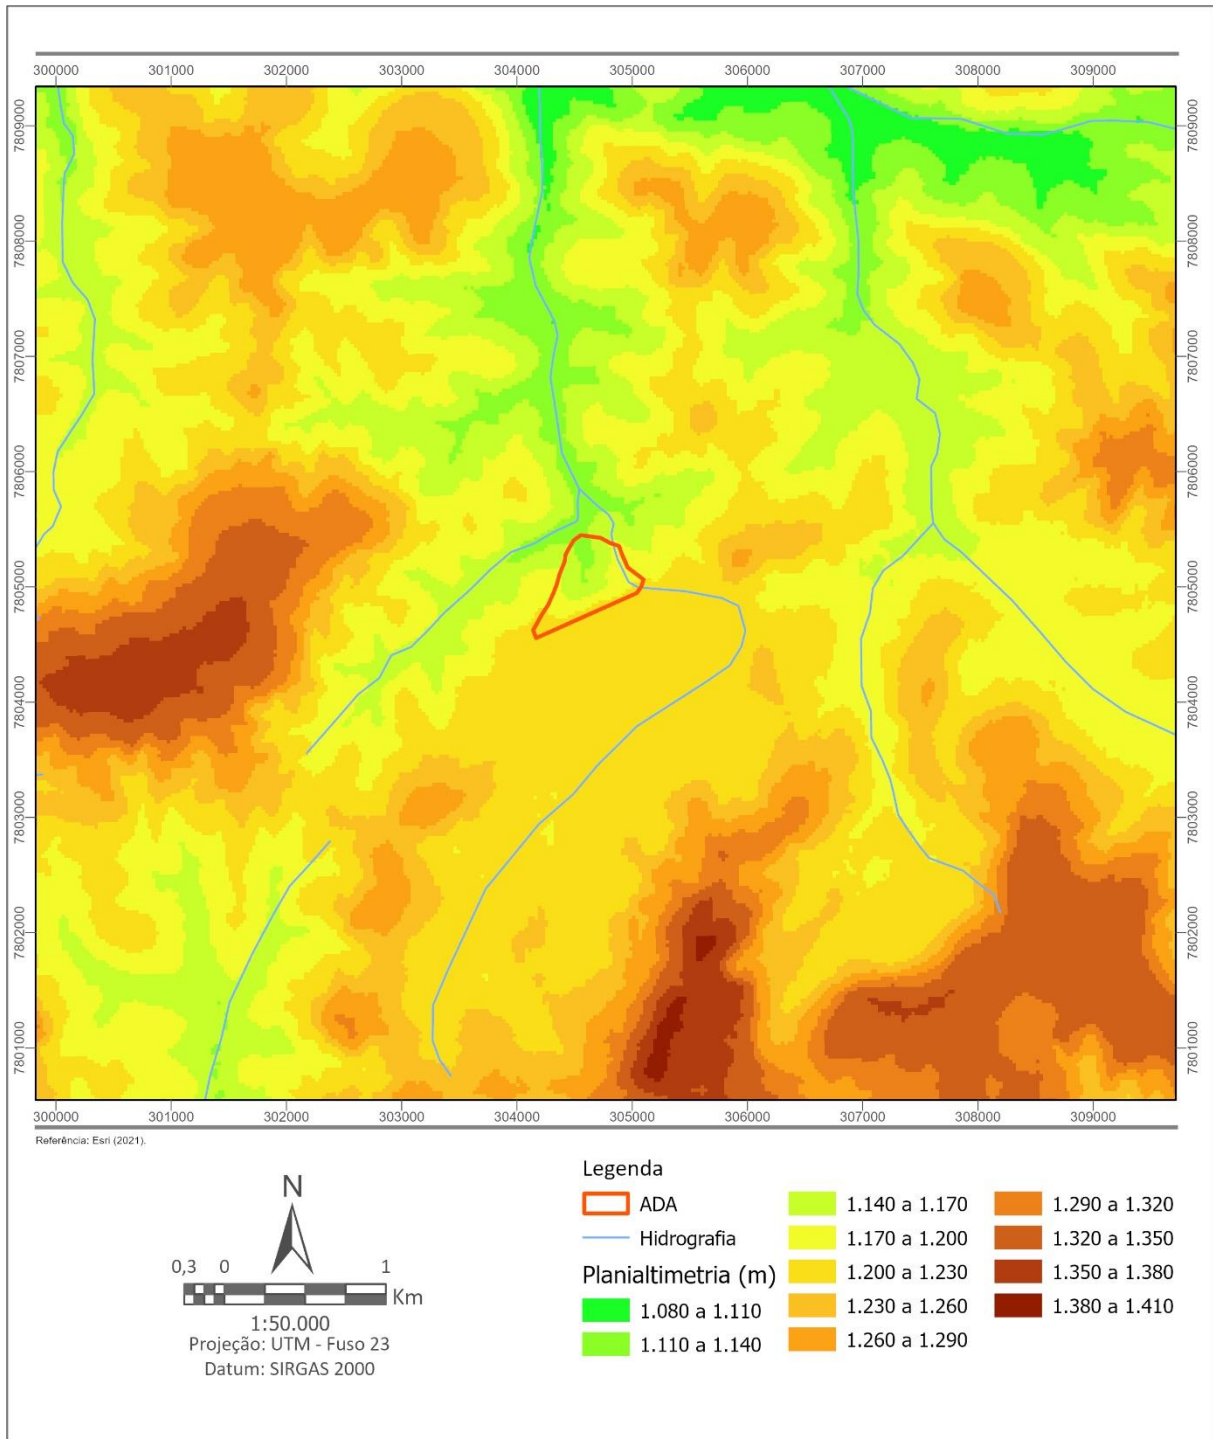 300000 301000 302000 303000 304000 305000 306000 307000 308000 309000
7809000 7809000
7808000 7808000
7807000 7807000
7806000 7806000
7805000 7805000
7804000 7804000
7803000 7803000
7802000 7802000
7801000 7801000
300000 301000 302000 303000 304000 305000 306000 307000 308000 309000
Referência: Esri (2021).
N
0,3 0 1
Km
1:50.000
Projeção: UTM - Fuso 23
Datum: SIRGAS 2000
Legenda
ADA
Hidrografia
Planialtimetria (m)
1.080 a 1.110
1.110 a 1.140
1.140 a 1.170
1.170 a 1.200
1.200 a 1.230
1.230 a 1.260
1.260 a 1.290
1.290 a 1.320
1.320 a 1.350
1.350 a 1.380
1.380 a 1.410